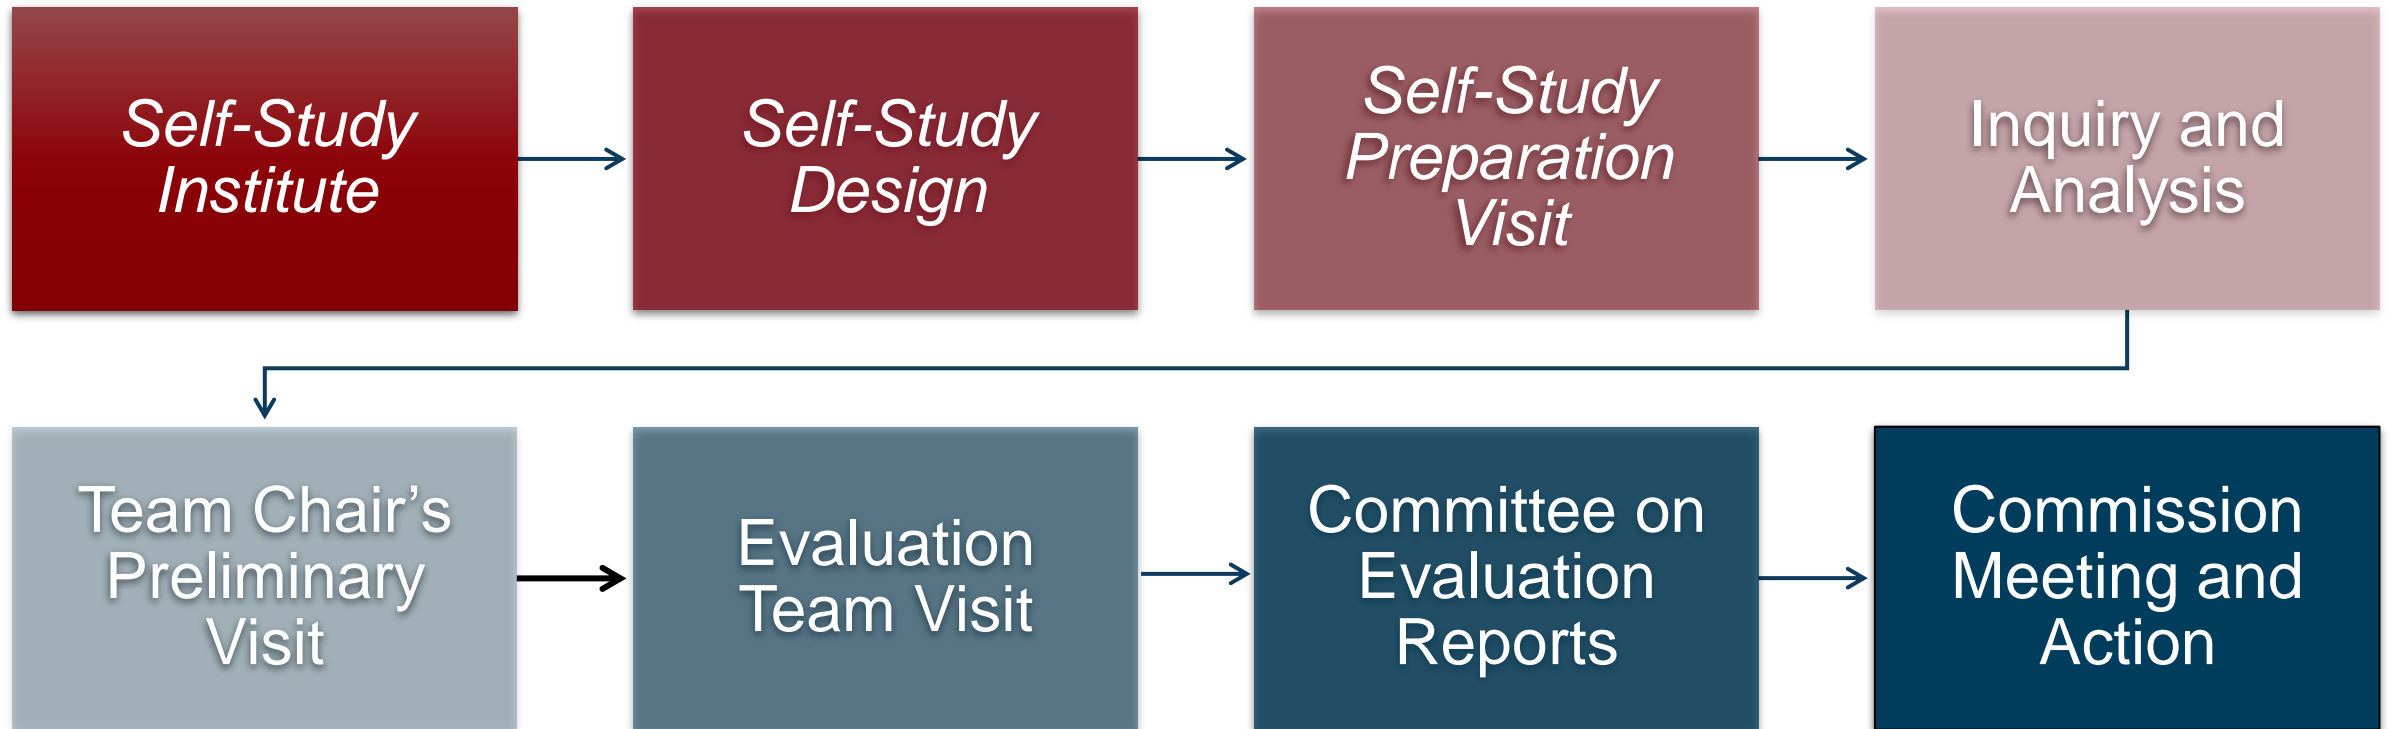 Self-Study
Institute
Self-Study
Design
Self-Study
Preparation
Visit
Inquiry and
Analysis
Team Chair’s
Preliminary
Visit
Evaluation
Team Visit
Committee on
Evaluation
Reports
Commission
Meeting and
Action